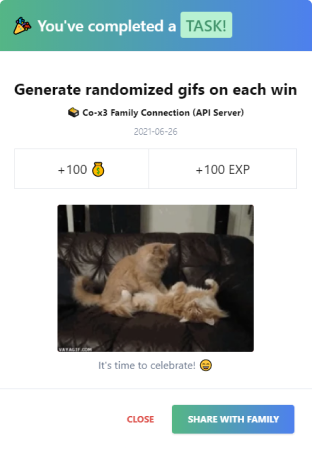 🎉 You've completed a TASK!
Generate randomized gifs on each win
Co-x3 Family Connection (API Server)
2021-06-26
+100 💰 +100 EXP
GAYAGIF.COM
It's time to celebrate! 😄
CLOSE SHARE WITH FAMILY